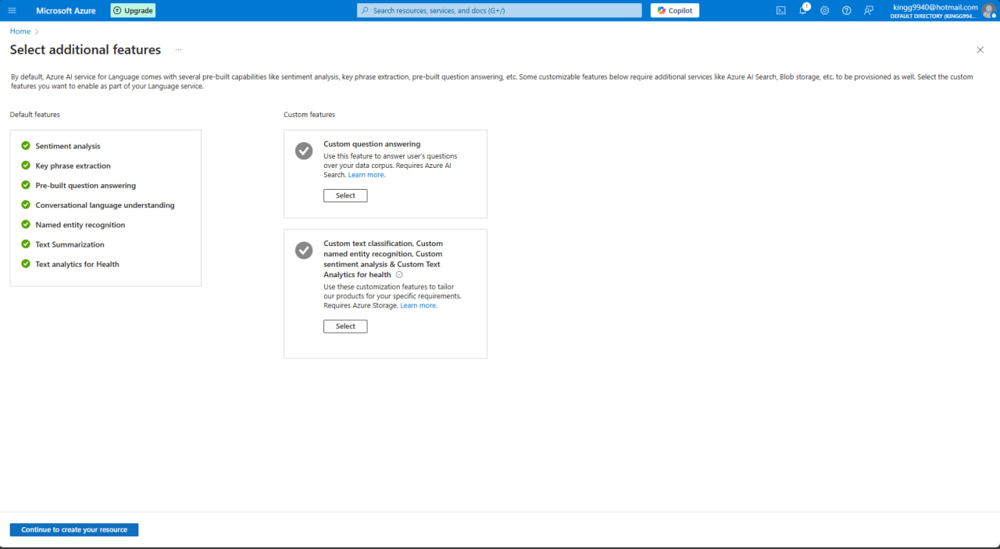 Microsoft Azure
Upgrade
Search resources, services, and docs (G+/)
Copilot
1
kingg9940@hotmail.com
DEFAULT DIRECTORY (KINGG994...
Home
Select additional features
...
By default, Azure AI service for Language comes with several pre-built capabilities like sentiment analysis, key phrase extraction, pre-built question answering, etc. Some customizable features below require additional services like Azure AI Search, Blob storage, etc. to be provisioned as well. Select the custom
features you want to enable as part of your Language service.
Default features
Sentiment analysis
Key phrase extraction
Pre-built question answering
Conversational language understanding
Named entity recognition
Text Summarization
Text analytics for Health
Custom features
Custom question answering
Use this feature to answer user's questions
over your data corpus. Requires Azure AI
Search. Learn more.
Select
Custom text classification, Custom
named entity recognition, Custom
sentiment analysis & Custom Text
Analytics for health
Use these customization features to tailor
our products for your specific requirements.
Requires Azure Storage. Learn more.
Select
Continue to create your resource